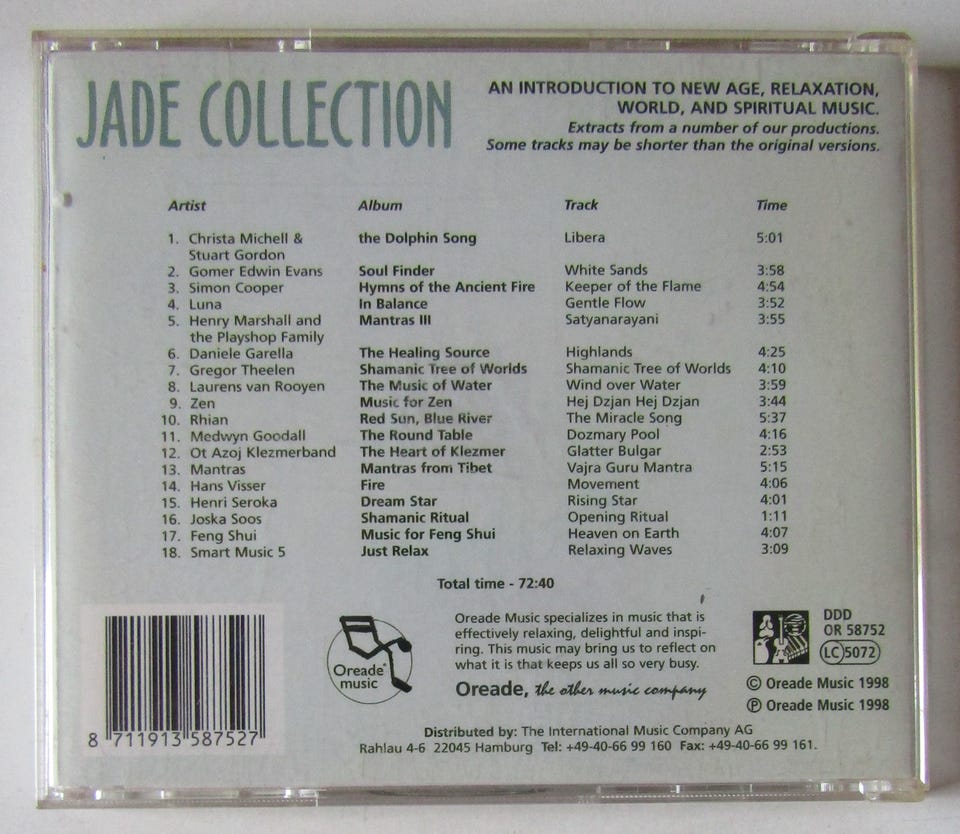 JADE COLLECTION
AN INTRODUCTION TO NEW AGE, RELAXATION,
WORLD, AND SPIRITUAL MUSIC.
Extracts from a number of our productions.
Some tracks may be shorter than the original versions.
Artist Album Track Time
1. Christa Michell & the Dolphin Song Libera 5:01
Stuart Gordon
2. Gomer Edwin Evans Soul Finder White Sands 3:58
3. Simon Cooper Hymns of the Ancient Fire Keeper of the Flame 4:54
4. Luna In Balance Gentle Flow 3:52
5. Henry Marshall and Mantras III Satyanarayani 3:55
the Playshop Family
6. Daniele Garella The Healing Source Highlands 4:25
7. Gregor Theelen Shamanic Tree of Worlds Shamanic Tree of Worlds 4:10
8. Laurens van Rooyen The Music of Water Wind over Water 3:59
9. Zen Music for Zen Hej Dzjan Hej Dzjan 3:44
10. Rhian Red Sun, Blue River The Miracle Song 5:37
11. Medwyn Goodall The Round Table Dozmary Pool 4:16
12. Ot Azoj Klezmerband The Heart of Klezmer Glatter Bulgar 2:53
13. Mantras Mantras from Tibet Vajra Guru Mantra 5:15
14. Hans Visser Fire Movement 4:06
15. Henri Seroka Dream Star Rising Star 4:01
16. Joska Soos Shamanic Ritual Opening Ritual 1:11
17. Feng Shui Music for Feng Shui Heaven on Earth 4:07
18. Smart Music 5 Just Relax Relaxing Waves 3:09
Total time - 72:40
8 711913 587527
Oreade®
music
Oreade Music specializes in music that is
effectively relaxing, delightful and inspi-
ring. This music may bring us to reflect on
what it is that keeps us all so very busy.
Oreade, the other music company
DDD
OR 58752
LC 5072
© Oreade Music 1998
℗ Oreade Music 1998
Distributed by: The International Music Company AG
Rahlau 4-6 22045 Hamburg Tel: +49-40-66 99 160 Fax: +49-40-66 99 161.